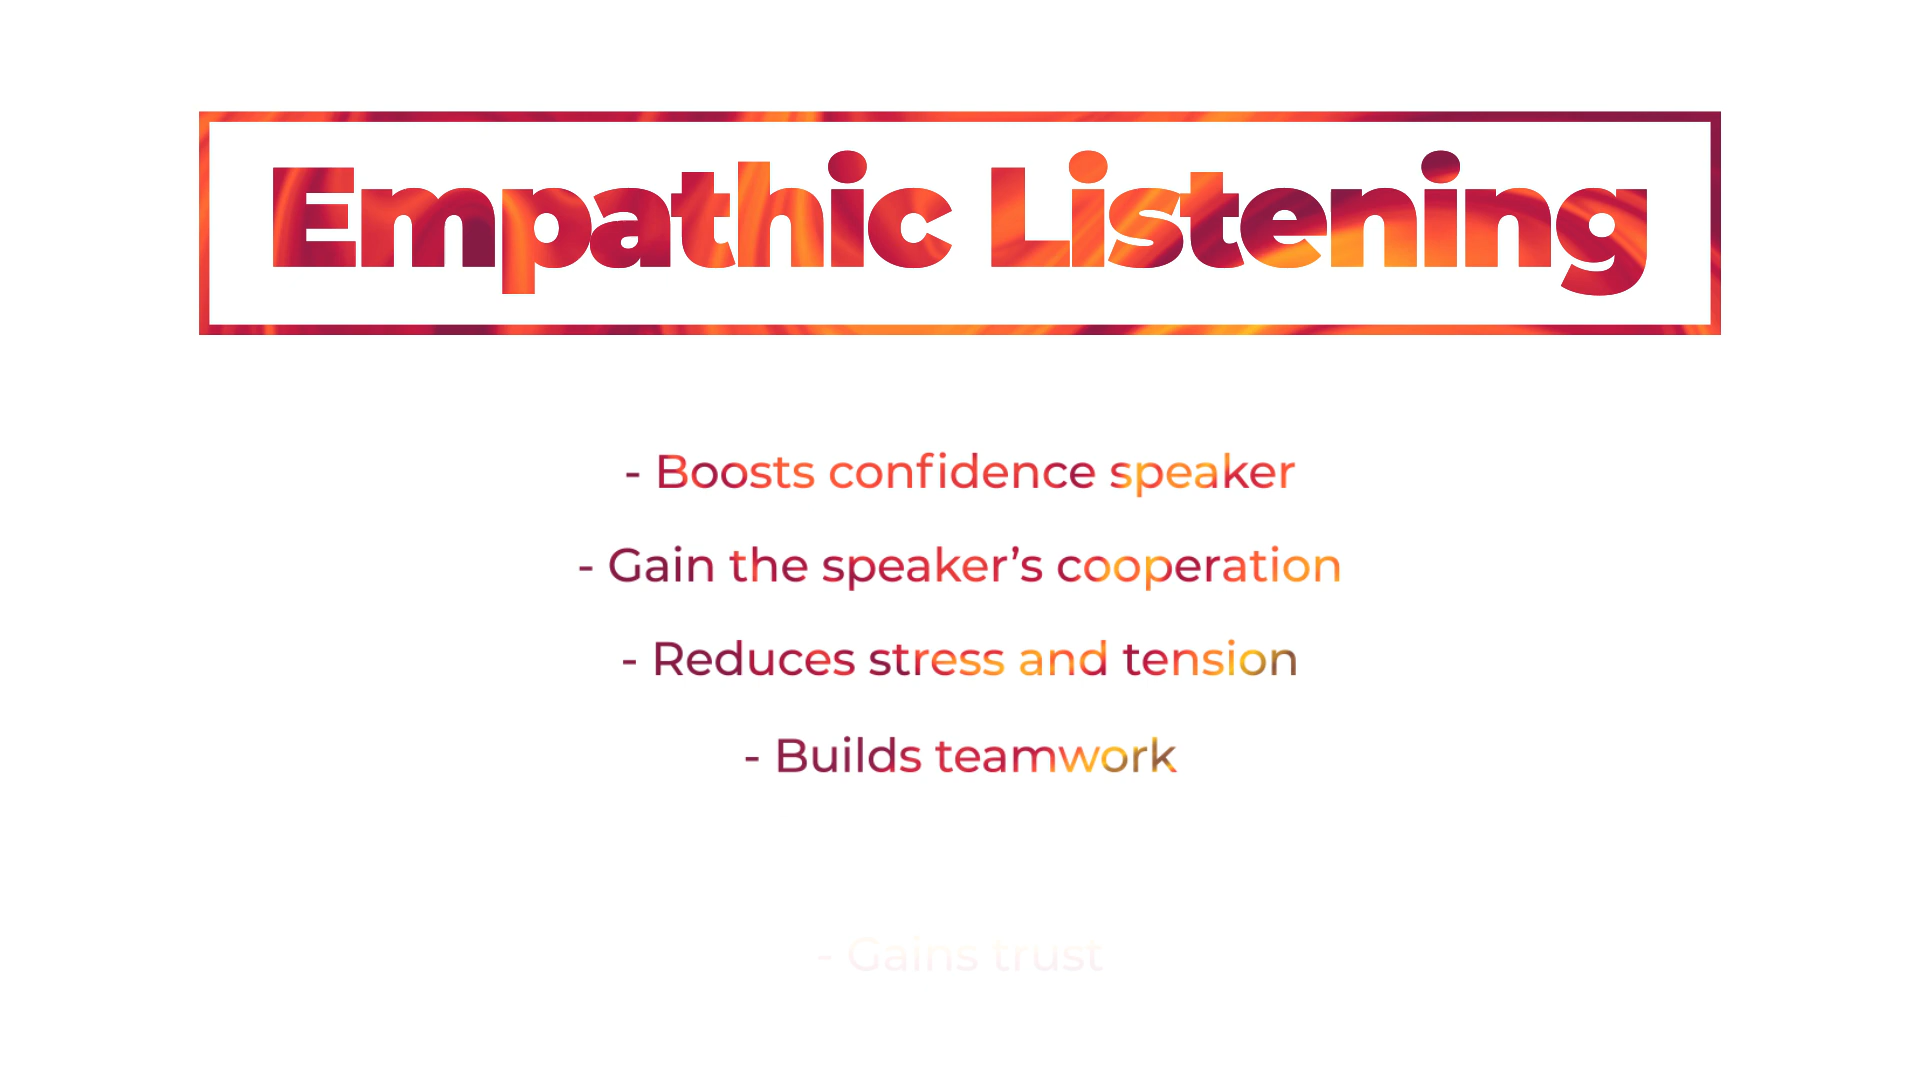 Empathic Listening
- Boosts confidence speaker
- Gain the speaker’s cooperation
- Reduces stress and tension
- Builds teamwork
- Gains trust